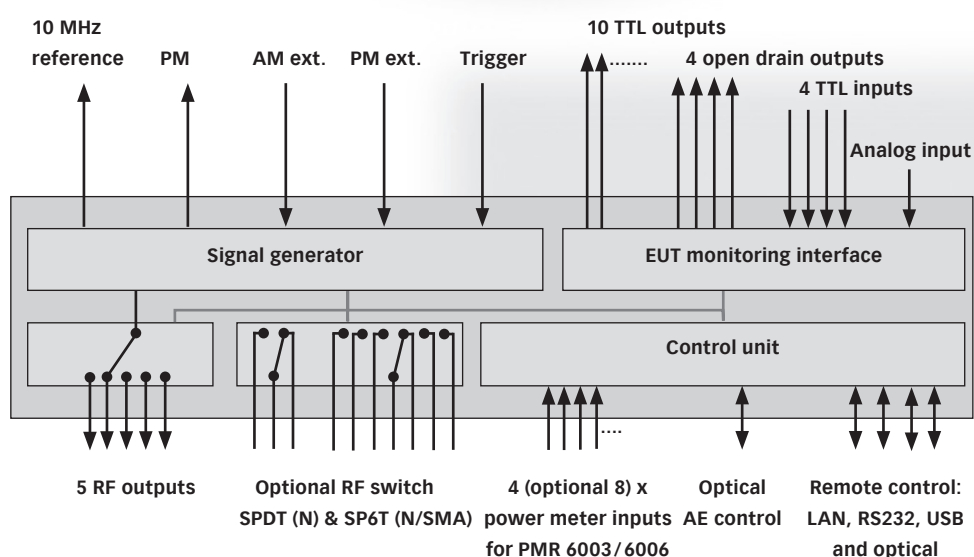 10 MHz
reference
PM
AM ext.
PM ext.
Trigger
10 TTL outputs
.......
4 open drain outputs
4 TTL inputs
Analog input
Signal generator
EUT monitoring interface
Control unit
....
5 RF outputs
Optional RF switch
SPDT (N) & SP6T (N/SMA)
4 (optional 8) x
power meter inputs
for PMR 6003/6006
Optical
AE control
Remote control:
LAN, RS232, USB
and optical